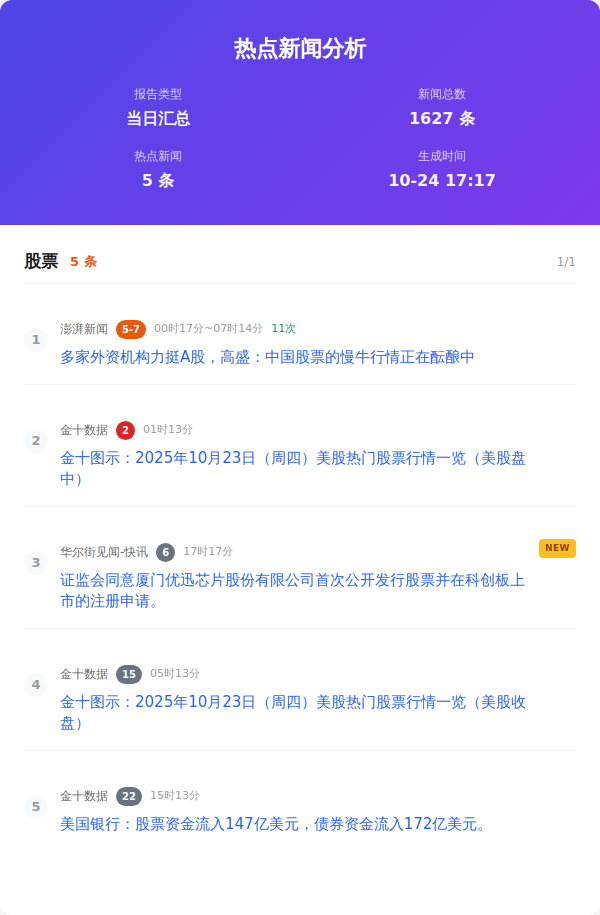 热点新闻分析
报告类型
新闻总数
当日汇总
1627 条
热点新闻
生成时间
5 条
10-24 17:17
股票 5 条 1/1
1 澎湃新闻 5-7 00时17分~07时14分 11次
多家外资机构力挺A股，高盛：中国股票的慢牛行情正在酝酿中
2 金十数据 2 01时13分
金十图示：2025年10月23日（周四）美股热门股票行情一览（美股盘
中）
3 华尔街见闻-快讯 6 17时17分 NEW
证监会同意厦门优迅芯片股份有限公司首次公开发行股票并在科创板上
市的注册申请。
4 金十数据 15 05时13分
金十图示：2025年10月23日（周四）美股热门股票行情一览（美股收
盘）
5 金十数据 22 15时13分
美国银行：股票资金流入147亿美元，债券资金流入172亿美元。